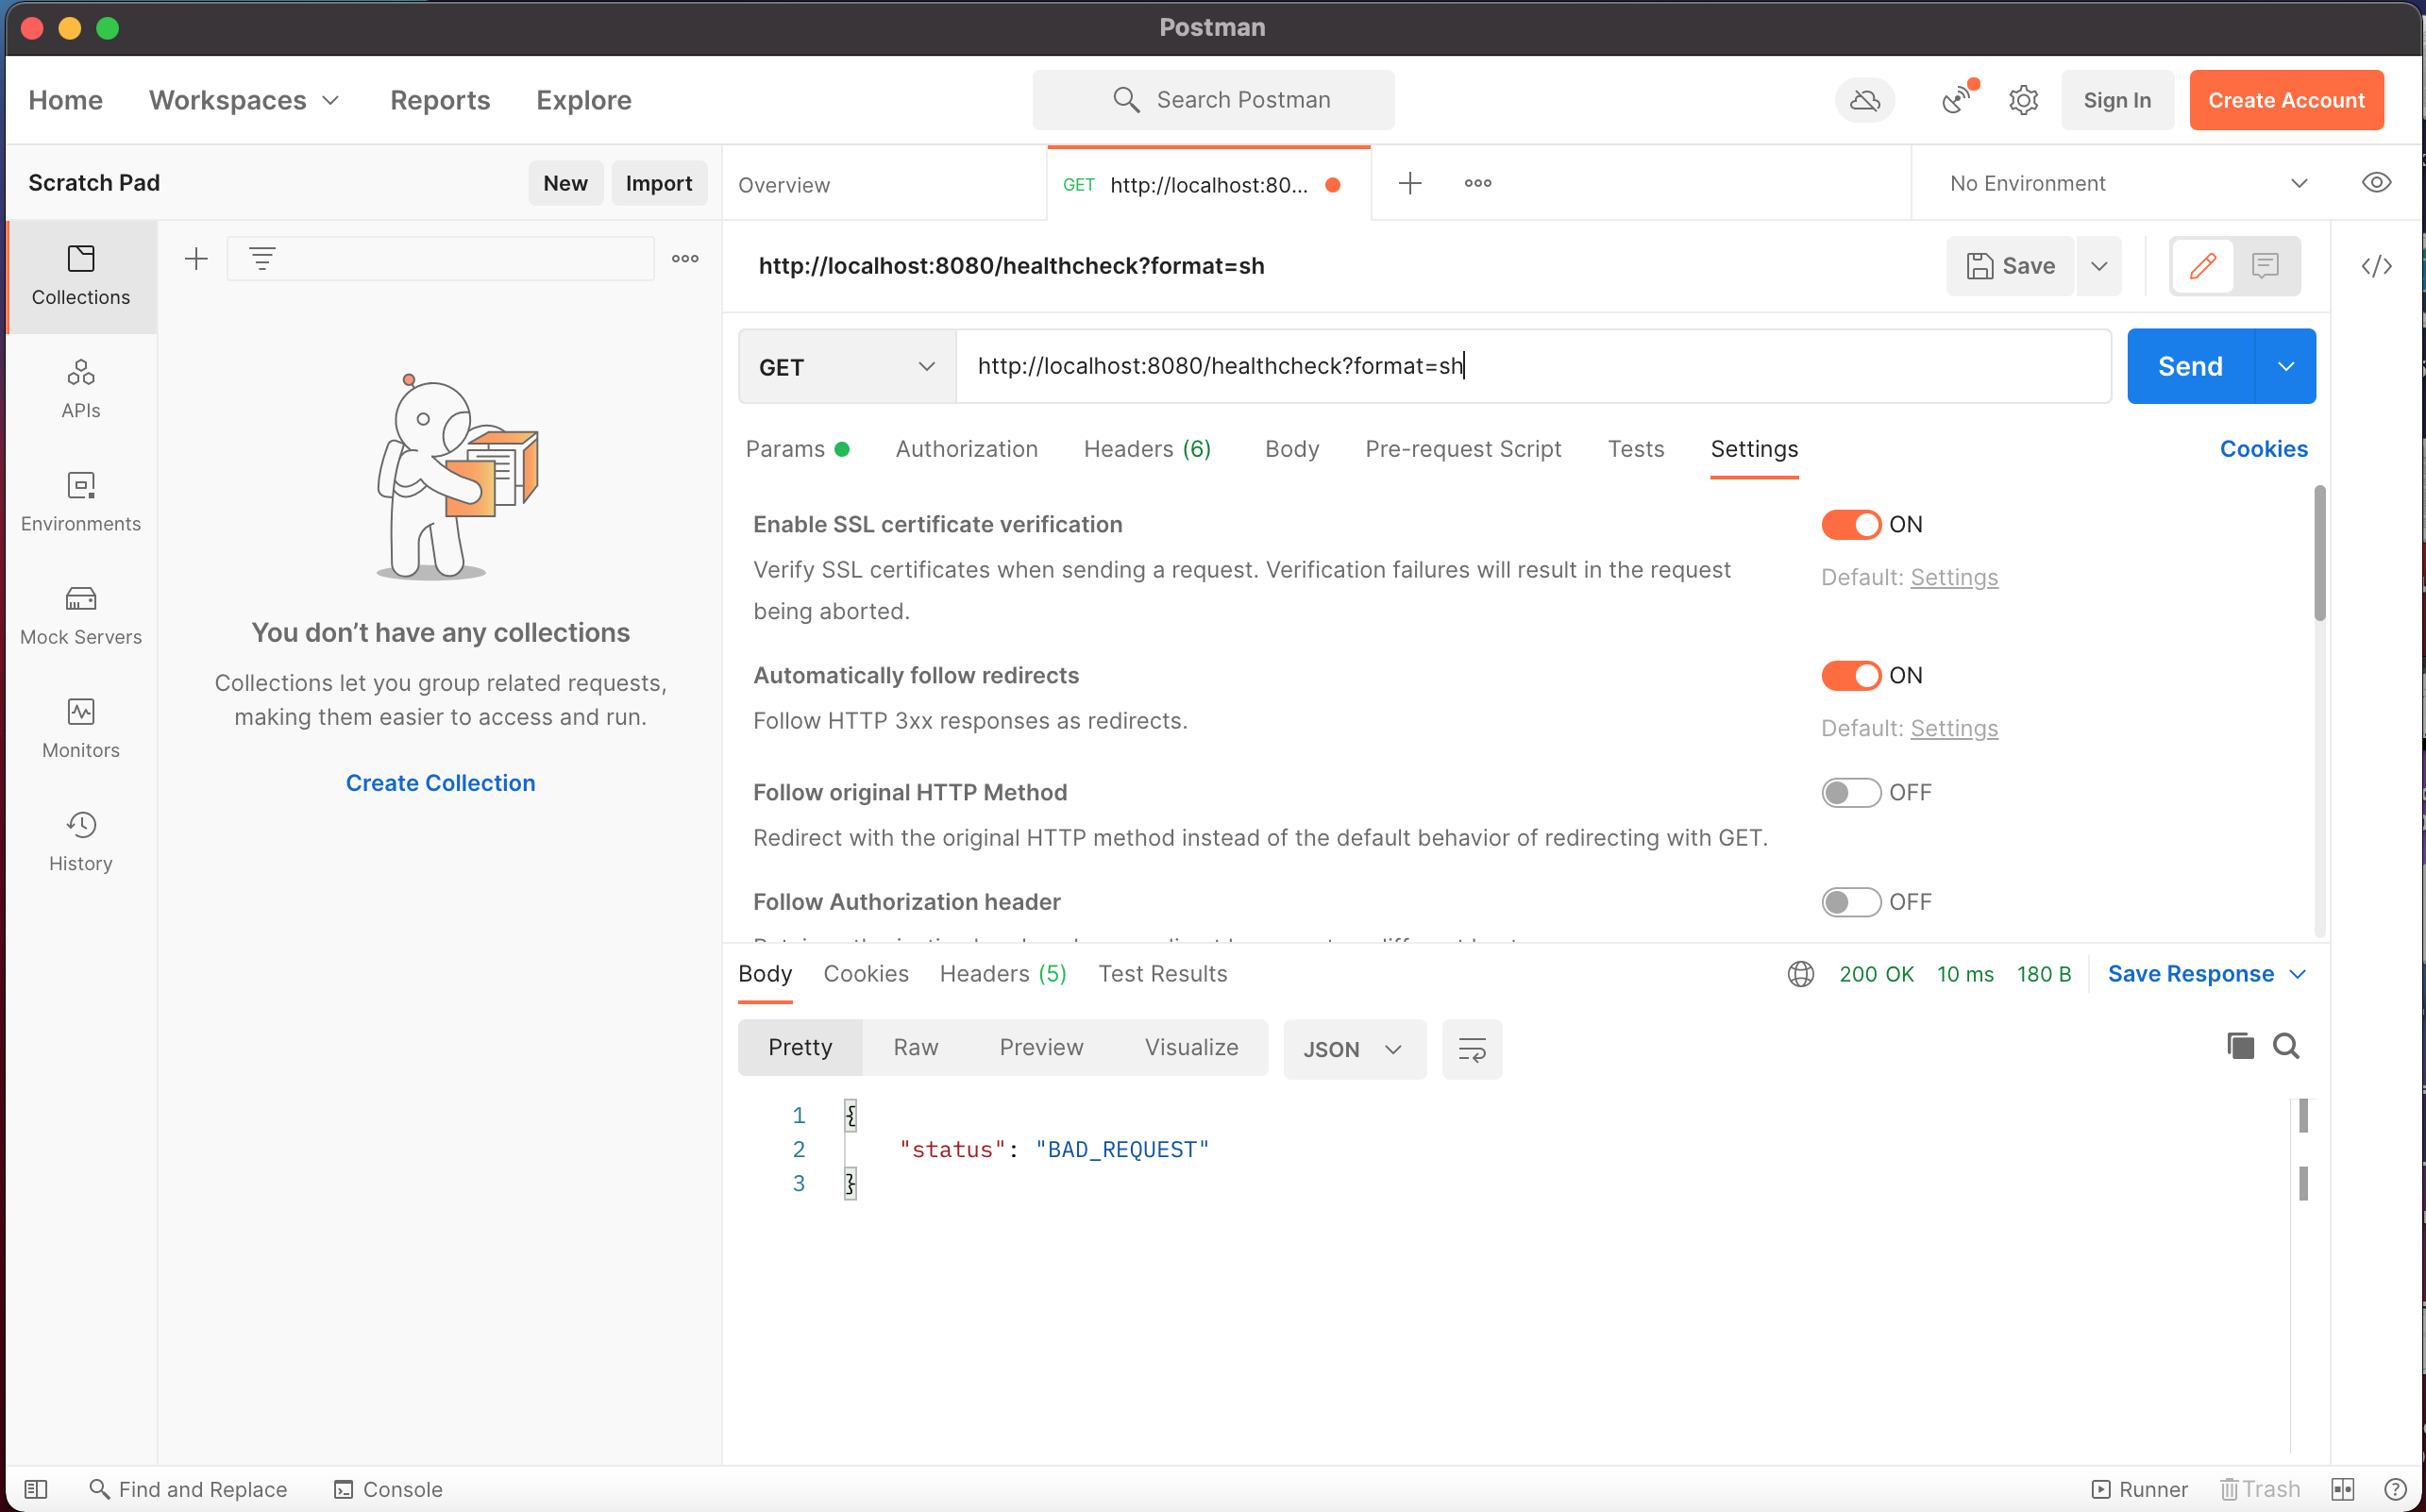 Postman
Home Workspaces Reports Explore
Search Postman
Sign In
Create Account
Scratch Pad
New Import
Overview
GET http://localhost:80...
No Environment
Collections
APIs
Environments
Mock Servers
Monitors
History
You don’t have any collections
Collections let you group related requests,
making them easier to access and run.
Create Collection
http://localhost:8080/healthcheck?format=sh
Save
GET
http://localhost:8080/healthcheck?format=sh
Send
Params Authorization Headers (6) Body Pre-request Script Tests Settings Cookies
Enable SSL certificate verification
ON
Verify SSL certificates when sending a request. Verification failures will result in the request
being aborted.
Default: Settings
Automatically follow redirects
ON
Follow HTTP 3xx responses as redirects.
Default: Settings
Follow original HTTP Method
OFF
Redirect with the original HTTP method instead of the default behavior of redirecting with GET.
Follow Authorization header
OFF
Body Cookies Headers (5) Test Results
200 OK 10 ms 180 B Save Response
Pretty Raw Preview Visualize JSON
1 {
2 "status": "BAD_REQUEST"
3 }
Find and Replace Console
Runner Trash